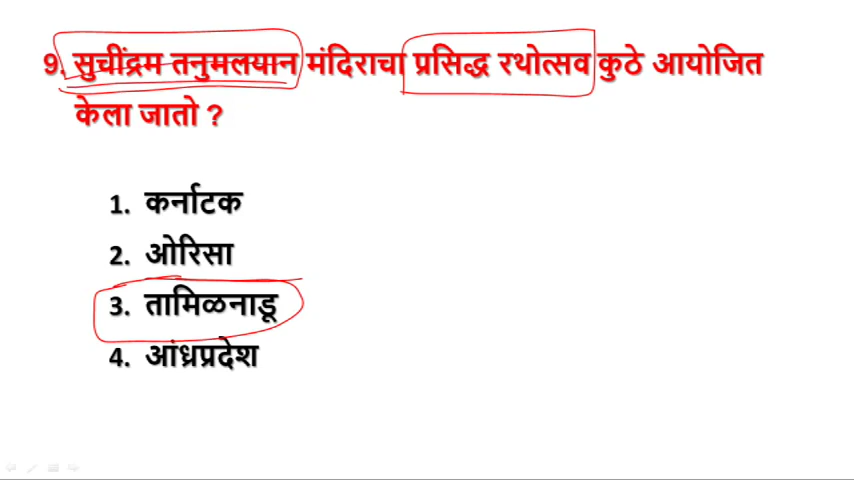 9. सुचींद्रम तनुमलयान मंदिराचा प्रसिद्ध रथोत्सव कुठे आयोजित
केला जातो ?
1. कर्नाटक
2. ओरिसा
3. तामिळनाडू
4. आंध्रप्रदेश